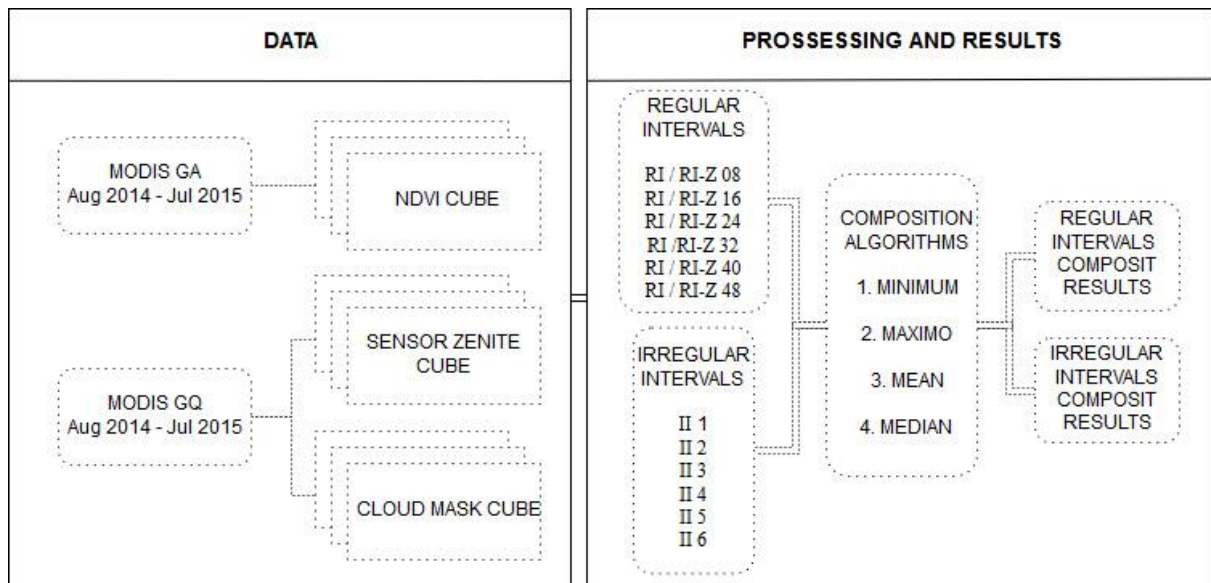 DATA
MODIS GA
Aug 2014 - Jul 2015
NDVI CUBE
MODIS GQ
Aug 2014 - Jul 2015
SENSOR ZENITE
CUBE
CLOUD MASK CUBE
PROSSESSING AND RESULTS
REGULAR
INTERVALS
RI / RI-Z 08
RI / RI-Z 16
RI / RI-Z 24
RI /RI-Z 32
RI / RI-Z 40
RI / RI-Z 48
IRREGULAR
INTERVALS
II 1
II 2
II 3
II 4
II 5
II 6
COMPOSITION
ALGORITHMS
1. MINIMUM
2. MAXIMO
3. MEAN
4. MEDIAN
REGULAR
INTERVALS
COMPOSIT
RESULTS
IRREGULAR
INTERVALS
COMPOSIT
RESULTS